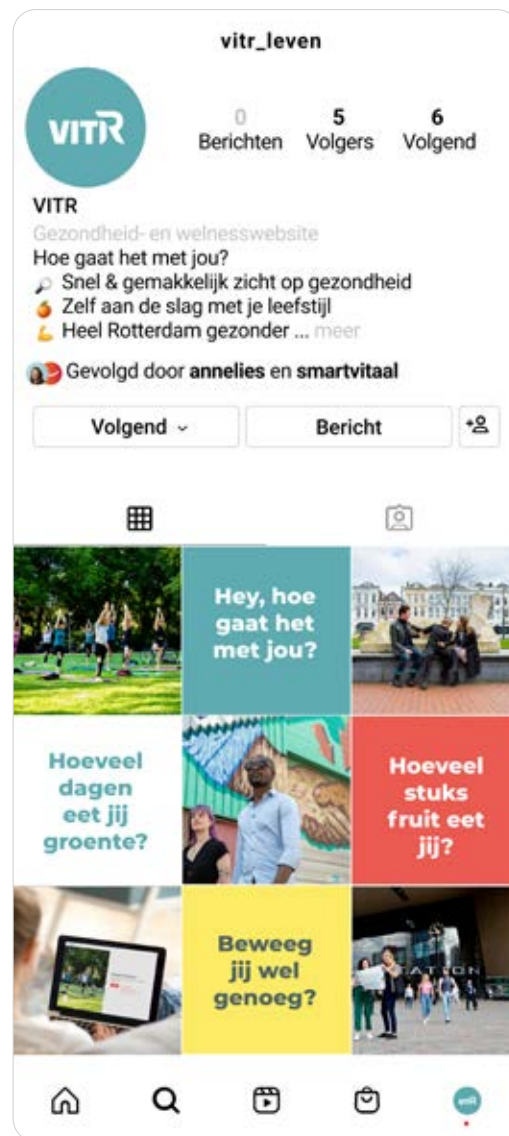 vitr_leven
VITR
0 5 6
Berichten Volgers Volgend
VITR
Gezondheid- en welnesswebsite
Hoe gaat het met jou?
Snel & gemakkelijk zicht op gezondheid
Zelf aan de slag met je leefstijl
Heel Rotterdam gezonder ... meer
Gevolgd door annelies en smartvitaal
Volgend
Bericht
Hey, hoe
gaat het
met jou?
Hoeveel
dagen
eet jij
groente?
Hoeveel
stuks
fruit eet
jij?
Beweeg
jij wel
genoeg?
STATION